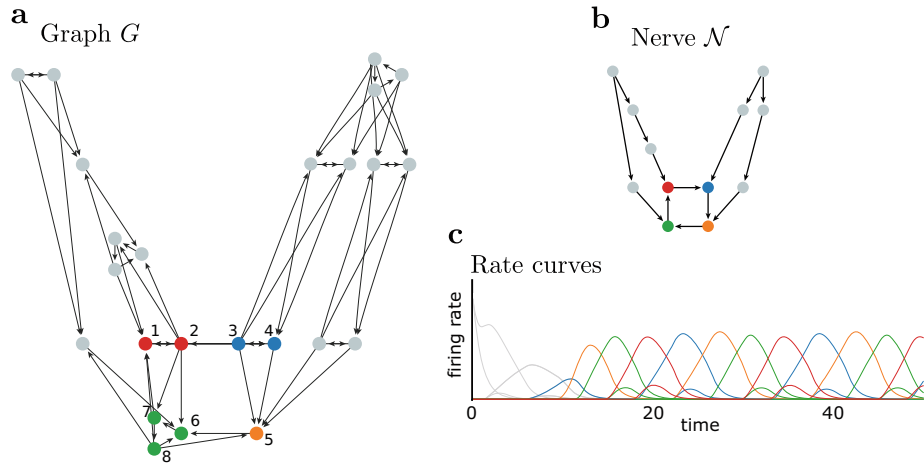 a
Graph G
1 2 3 4
7 6 5
8
b
Nerve 𝒩
c
Rate curves
firing rate
0 20 40
time